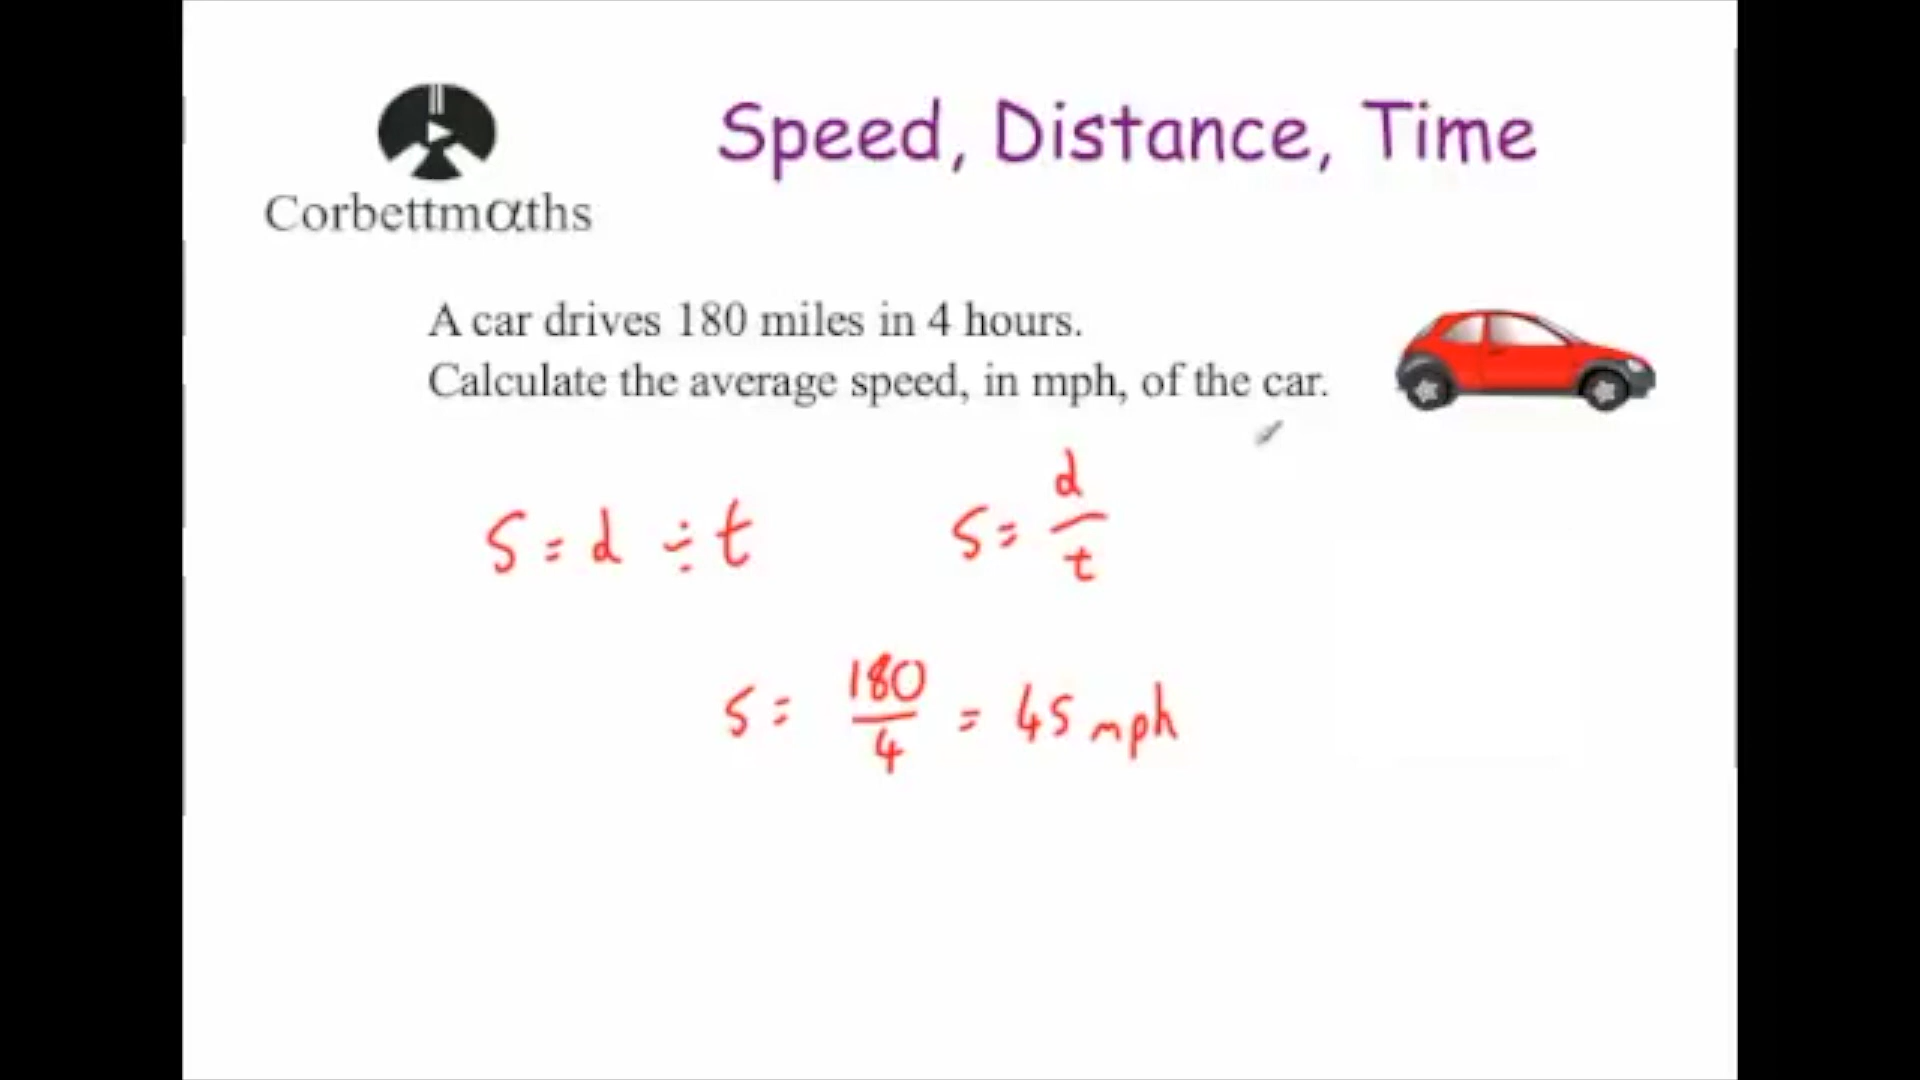 Speed, Distance, Time
Corbettmαths
A car drives 180 miles in 4 hours.
Calculate the average speed, in mph, of the car.
S = d ÷ t
S = d/t
S = 180/4 = 45 mph